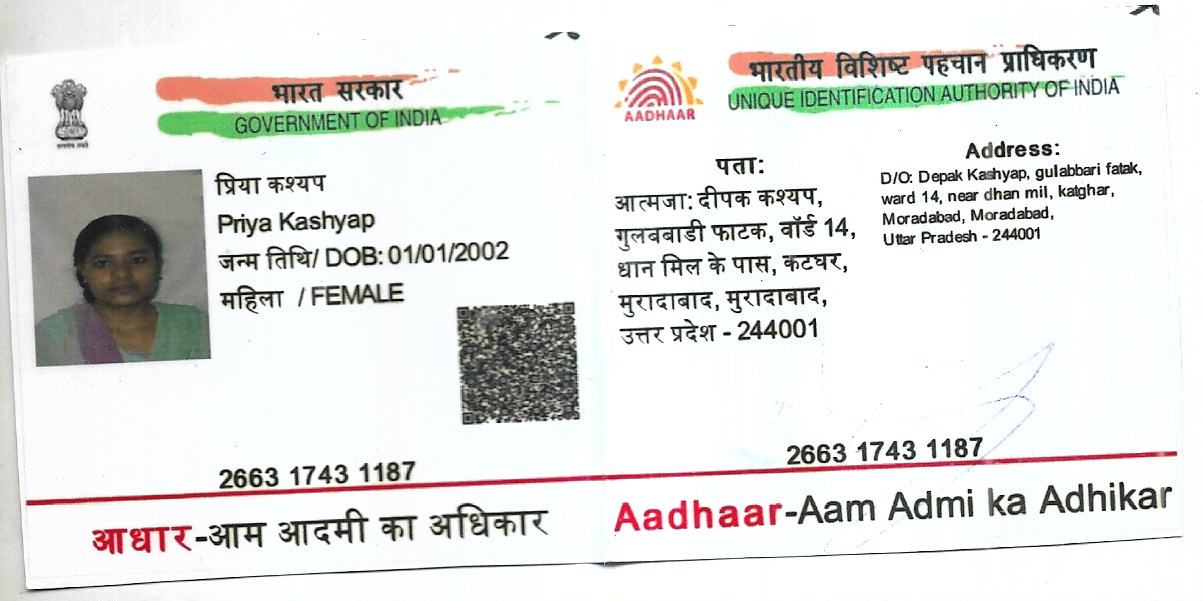 भारत सरकार
GOVERNMENT OF INDIA
प्रिया कश्यप
Priya Kashyap
जन्म तिथि/ DOB: 01/01/2002
महिला / FEMALE
2663 1743 1187
आधार-आम आदमी का अधिकार
भारतीय विशिष्ट पहचान प्राधिकरण
UNIQUE IDENTIFICATION AUTHORITY OF INDIA
AADHAAR
पता:
आत्मजा: दीपक कश्यप,
गुलबबाडी फाटक, वॉर्ड 14,
धान मिल के पास, कटघर,
मुरादाबाद, मुरादाबाद,
उत्तर प्रदेश - 244001
Address:
D/O: Depak Kashyap, gulabbari fatak,
ward 14, near dhan mil, katghar,
Moradabad, Moradabad,
Uttar Pradesh - 244001
2663 1743 1187
Aadhaar-Aam Admi ka Adhikar